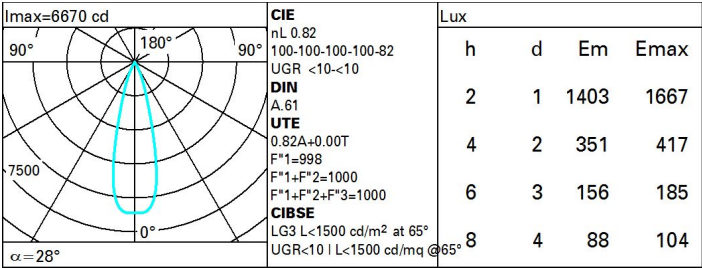 Imax=6670 cd
90°
180°
90°
7500
0°
α=28°
CIE
nL 0.82
100-100-100-100-82
UGR <10-<10
DIN
A.61
UTE
0.82A+0.00T
F"1=998
F"1+F"2=1000
F"1+F"2+F"3=1000
CIBSE
LG3 L<1500 cd/m² at 65°
UGR<10 | L<1500 cd/mq @65°
Lux
h d Em Emax
2 1 1403 1667
4 2 351 417
6 3 156 185
8 4 88 104